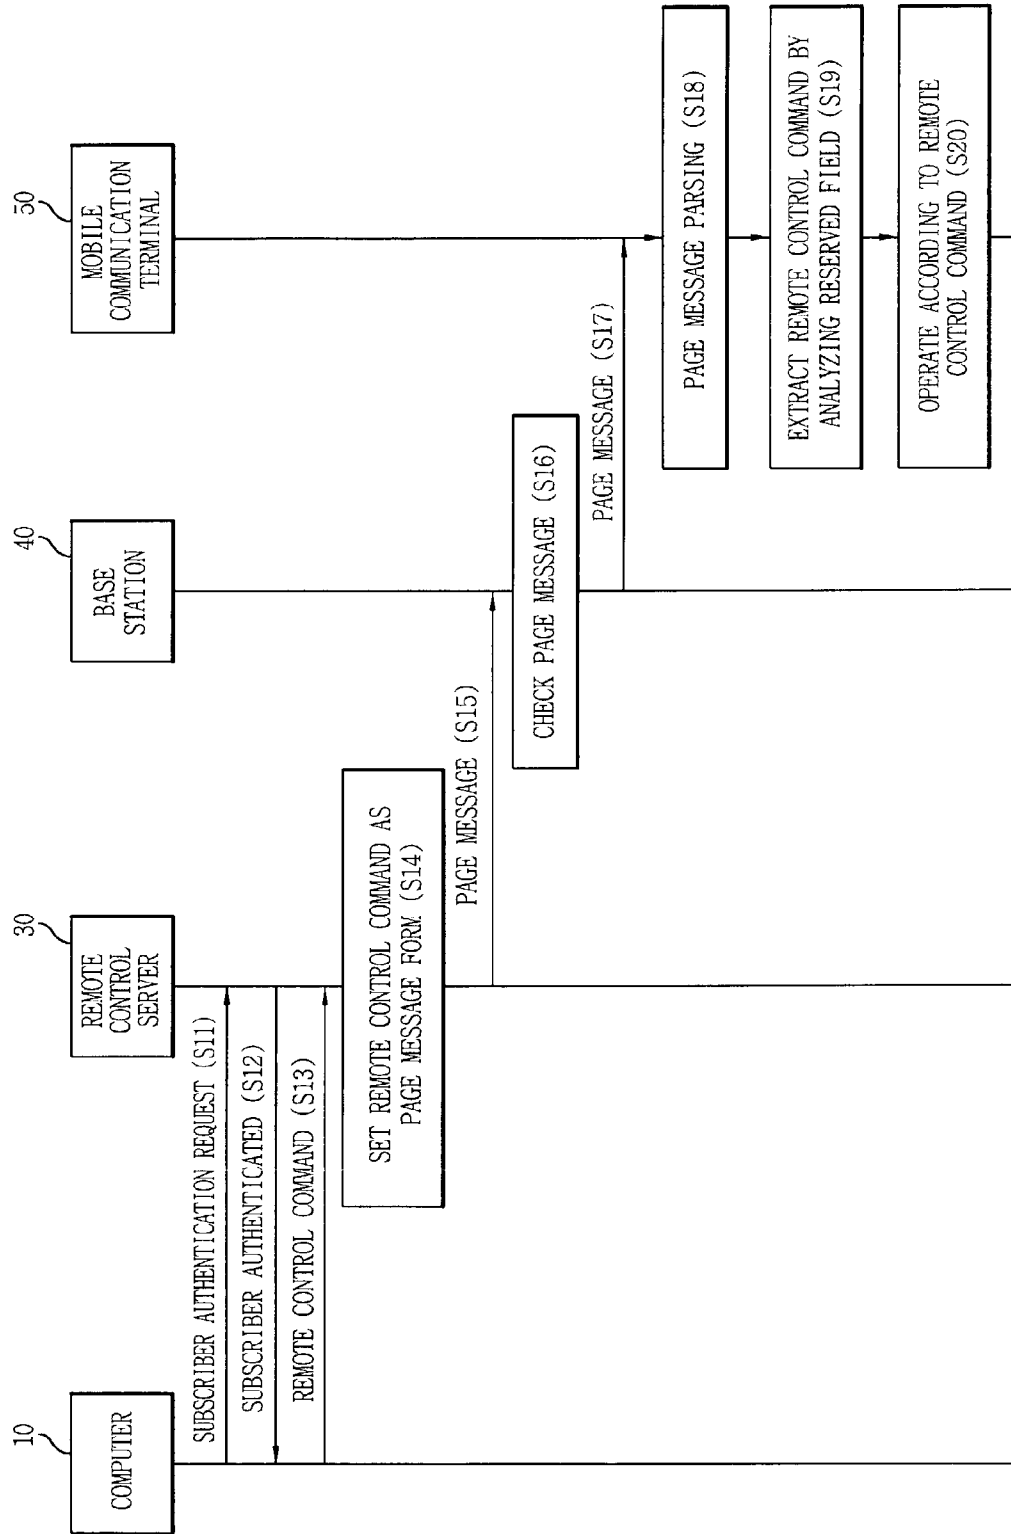 10
30
40
50
COMPUTER
REMOTE
CONTROL
SERVER
BASE
STATION
MOBILE
COMMUNICATION
TERMINAL
SUBSCRIBER AUTHENTICATION REQUEST (S11)
SUBSCRIBER AUTHENTICATED (S12)
REMOTE CONTROL COMMAND (S13)
SET REMOTE CONTROL COMMAND AS
PAGE MESSAGE FORM (S14)
PAGE MESSAGE (S15)
CHECK PAGE MESSAGE (S16)
PAGE MESSAGE (S17)
PAGE MESSAGE PARSING (S18)
EXTRACT REMOTE CONTROL COMMAND BY
ANALYZING RESERVED FIELD (S19)
OPERATE ACCORDING TO REMOTE
CONTROL COMMAND (S20)